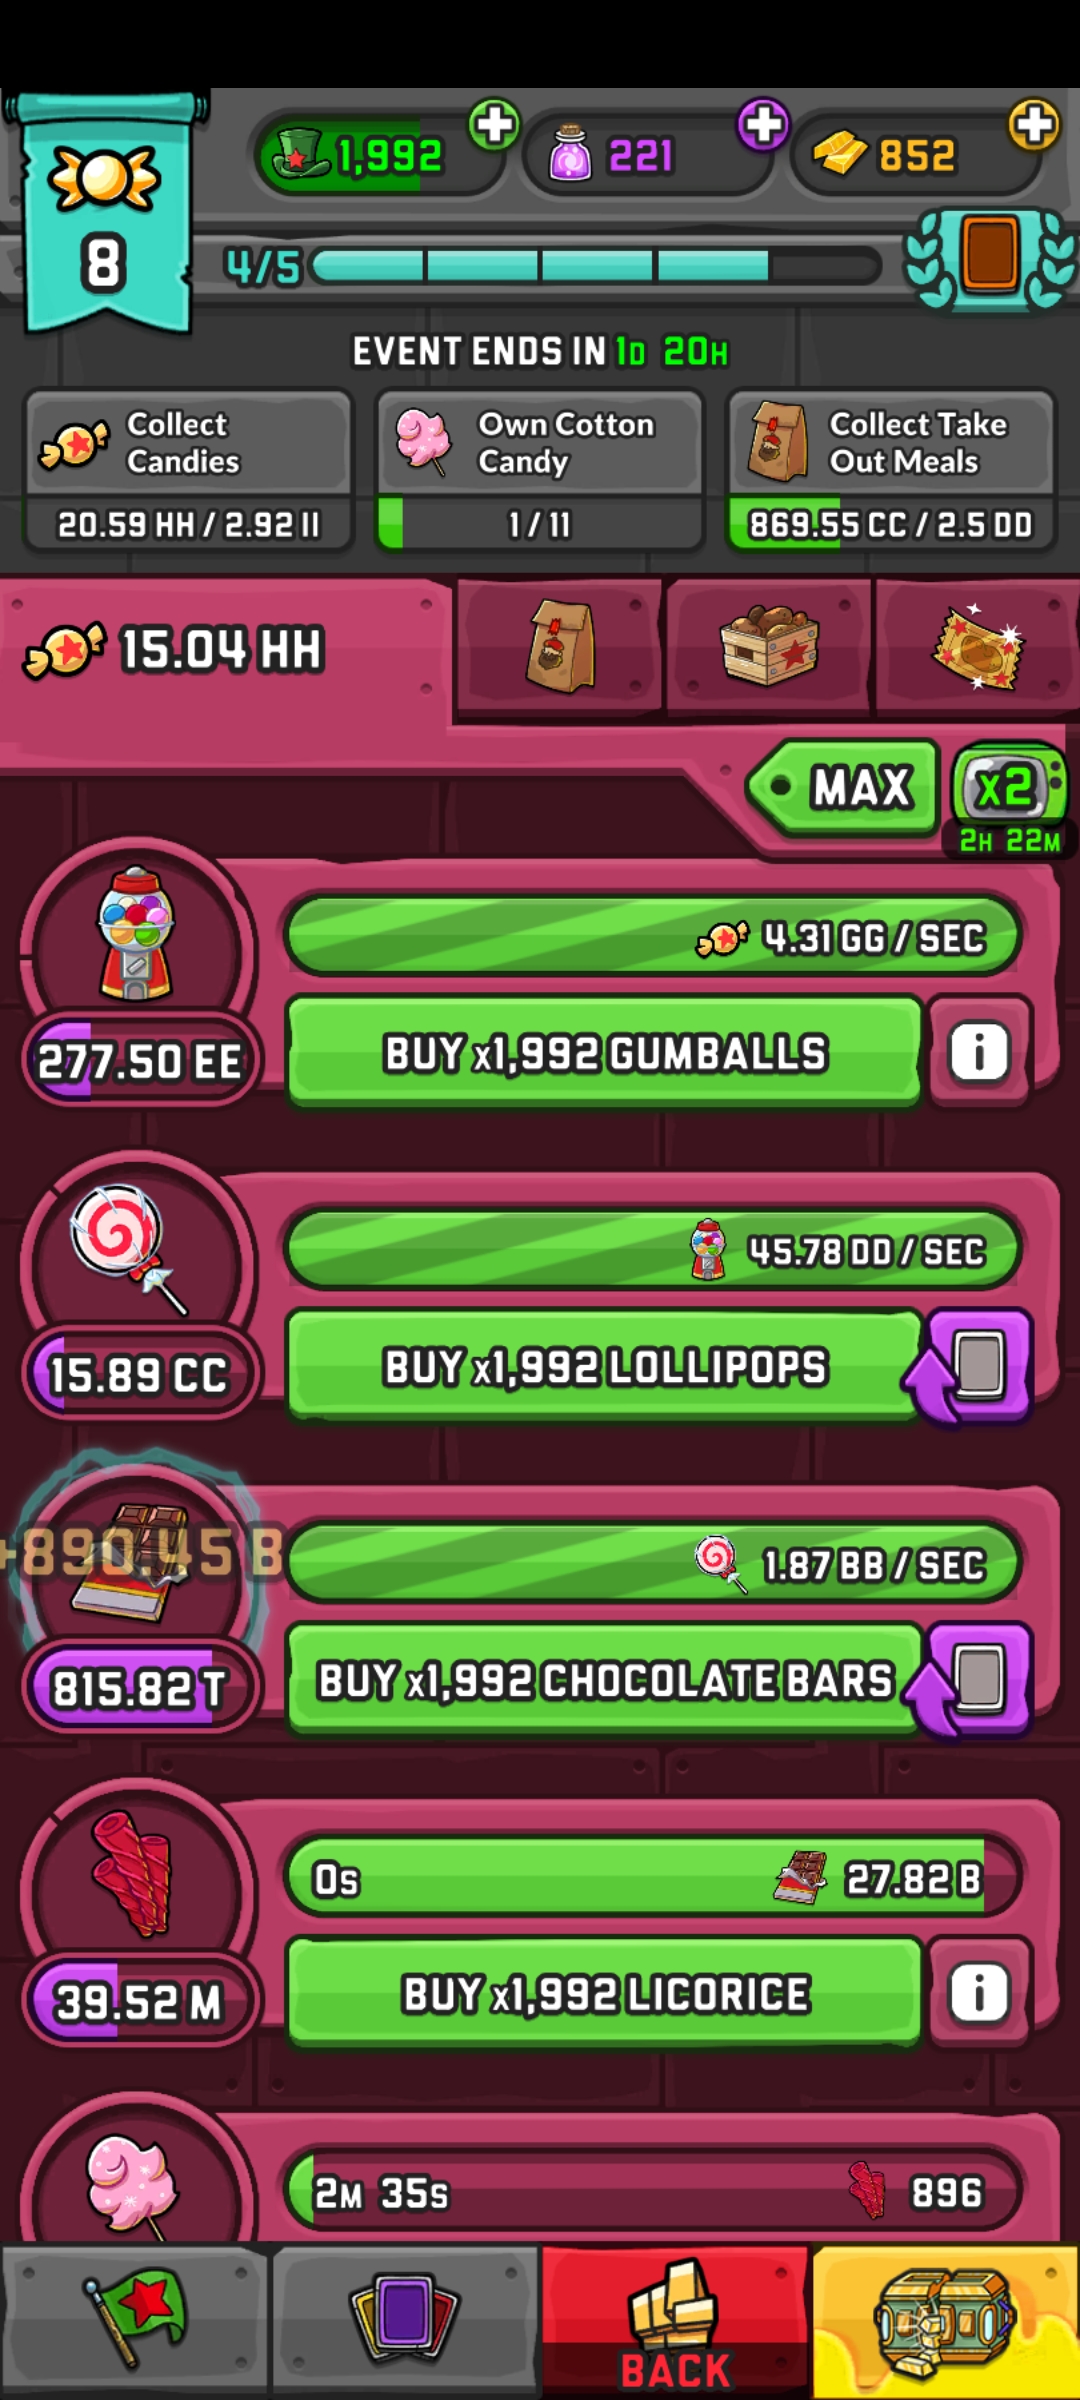 1,992
221
852
8
4/5
EVENT ENDS IN 1D 20H
Collect
Candies
20.59 HH / 2.92 II
Own Cotton
Candy
1 / 11
Collect Take
Out Meals
869.55 CC / 2.5 DD
15.04 HH
MAX
x2
2H 22M
4.31 GG / SEC
277.50 EE
BUY x1,992 GUMBALLS
i
45.78 DD / SEC
15.89 CC
BUY x1,992 LOLLIPOPS
+890.45 B
1.87 BB / SEC
815.82 T
BUY x1,992 CHOCOLATE BARS
0s
27.82 B
39.52 M
BUY x1,992 LICORICE
i
2M 35s
896
BACK